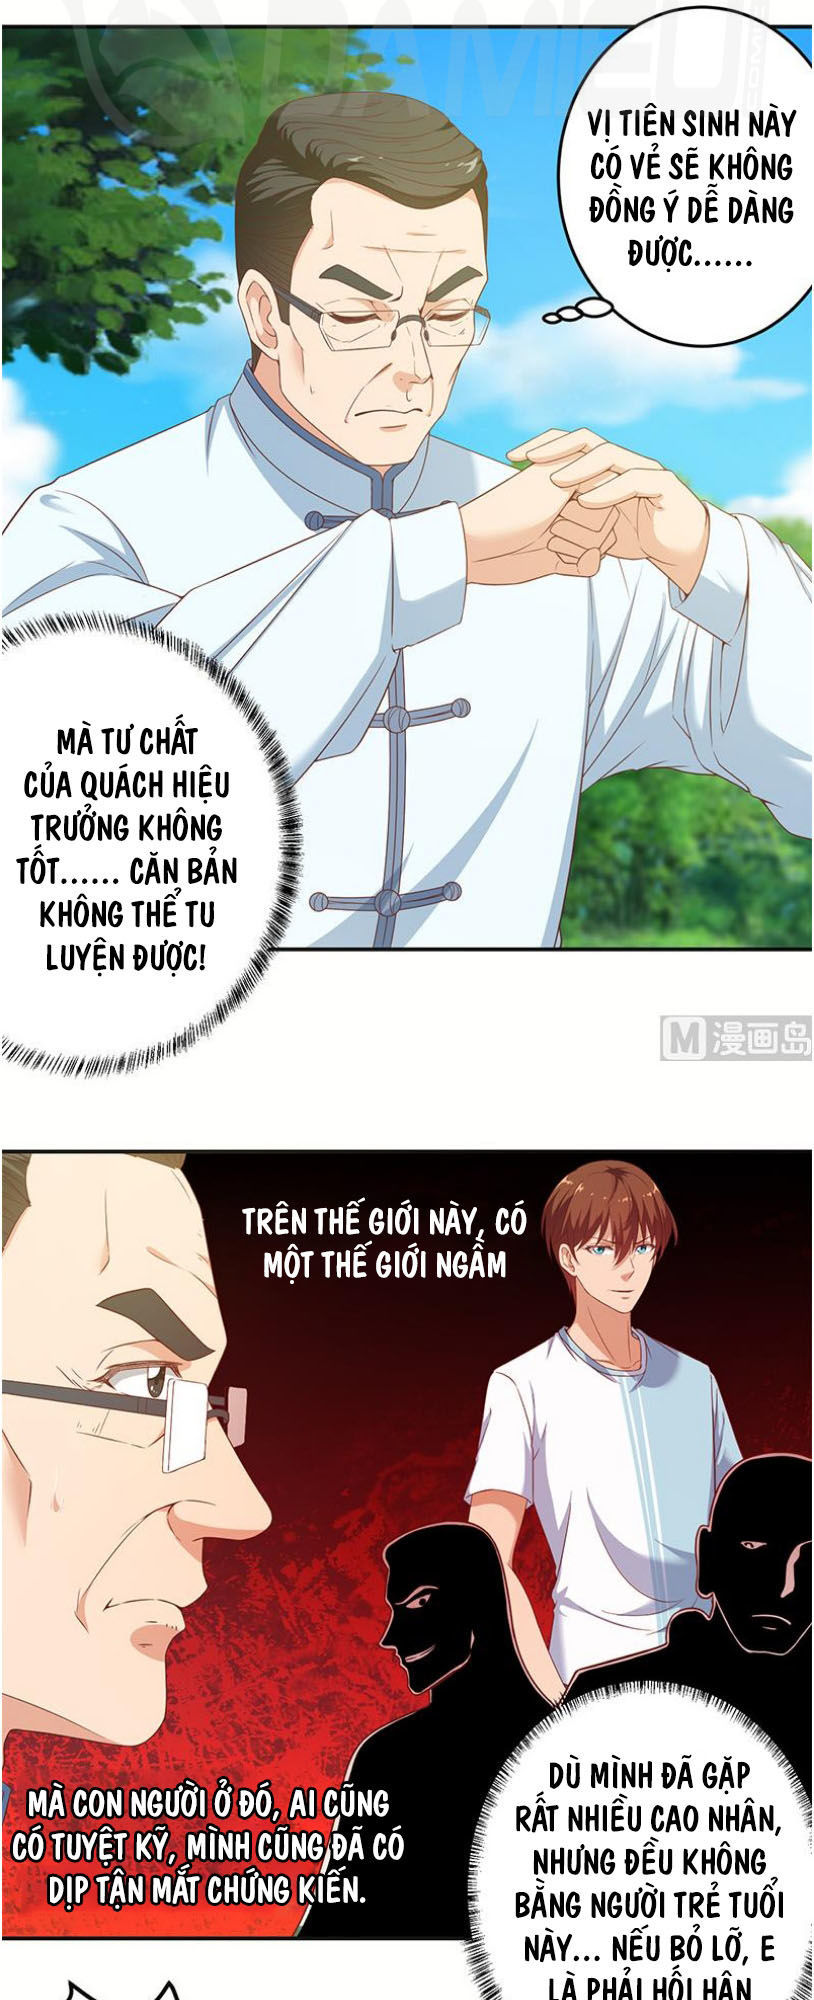 DAMIEU
COMIC
VỊ TIÊN SINH NÀY
CÓ VẺ SẼ KHÔNG
ĐỒNG Ý DỄ DÀNG
ĐƯỢC......
MÀ TƯ CHẤT
CỦA QUÁCH HIỆU
TRƯỞNG KHÔNG
TỐT...... CĂN BẢN
KHÔNG THỂ TU
LUYỆN ĐƯỢC!
M 漫画岛
TRÊN THẾ GIỚI NÀY, CÓ
MỘT THẾ GIỚI NGẦM
MÀ CON NGƯỜI Ở ĐÓ, AI CŨNG
CÓ TUYỆT KỸ, MÌNH CŨNG ĐÃ CÓ
DỊP TẬN MẮT CHỨNG KIẾN.
DÙ MÌNH ĐÃ GẶP
RẤT NHIỀU CAO NHÂN,
NHƯNG ĐỀU KHÔNG
BẰNG NGƯỜI TRẺ TUỔI
NÀY... NẾU BỎ LỠ, E
LÀ PHẢI HỐI HẬN